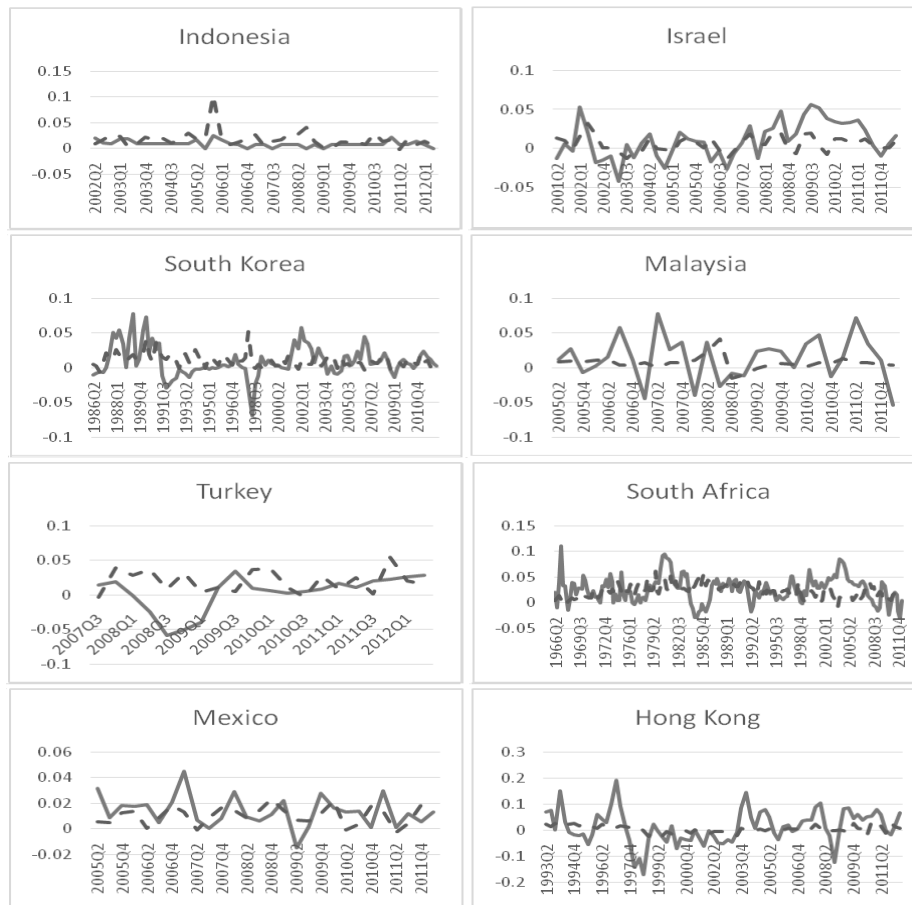 Indonesia
0.15
0.1
0.05
0
-0.05
2002Q2
2003Q1
2003Q4
2004Q3
2005Q2
2006Q1
2006Q4
2007Q3
2008Q2
2009Q1
2009Q4
2010Q3
2011Q2
2012Q1
Israel
0.1
0.05
0
-0.05
2001Q2
2002Q1
2002Q4
2003Q3
2004Q2
2005Q1
2005Q4
2006Q3
2007Q2
2008Q1
2008Q4
2009Q3
2010Q2
2011Q1
2011Q4
South Korea
0.1
0.05
0
-0.05
-0.1
1986Q2
1988Q1
1989Q4
1991Q3
1993Q2
1995Q1
1996Q4
1998Q3
2000Q2
2002Q1
2003Q4
2005Q3
2007Q2
2009Q1
2010Q4
Malaysia
0.1
0.05
0
-0.05
-0.1
2005Q2
2005Q4
2006Q2
2006Q4
2007Q2
2007Q4
2008Q2
2008Q4
2009Q2
2009Q4
2010Q2
2010Q4
2011Q2
2011Q4
Turkey
0.1
0.05
0
-0.05
-0.1
2007Q3
2008Q1
2008Q3
2009Q1
2009Q3
2010Q1
2010Q3
2011Q1
2011Q3
2012Q1
South Africa
0.15
0.1
0.05
0
-0.05
1966Q2
1969Q3
1972Q4
1976Q1
1979Q2
1982Q3
1985Q4
1989Q1
1992Q2
1995Q3
1998Q4
2002Q1
2005Q2
2008Q3
2011Q4
Mexico
0.06
0.04
0.02
0
-0.02
2005Q2
2005Q4
2006Q2
2006Q4
2007Q2
2007Q4
2008Q2
2008Q4
2009Q2
2009Q4
2010Q2
2010Q4
2011Q2
2011Q4
Hong Kong
0.3
0.2
0.1
0
-0.1
-0.2
1993Q2
1994Q4
1996Q2
1997Q4
1999Q2
2000Q4
2002Q2
2003Q4
2005Q2
2006Q4
2008Q2
2009Q4
2011Q2